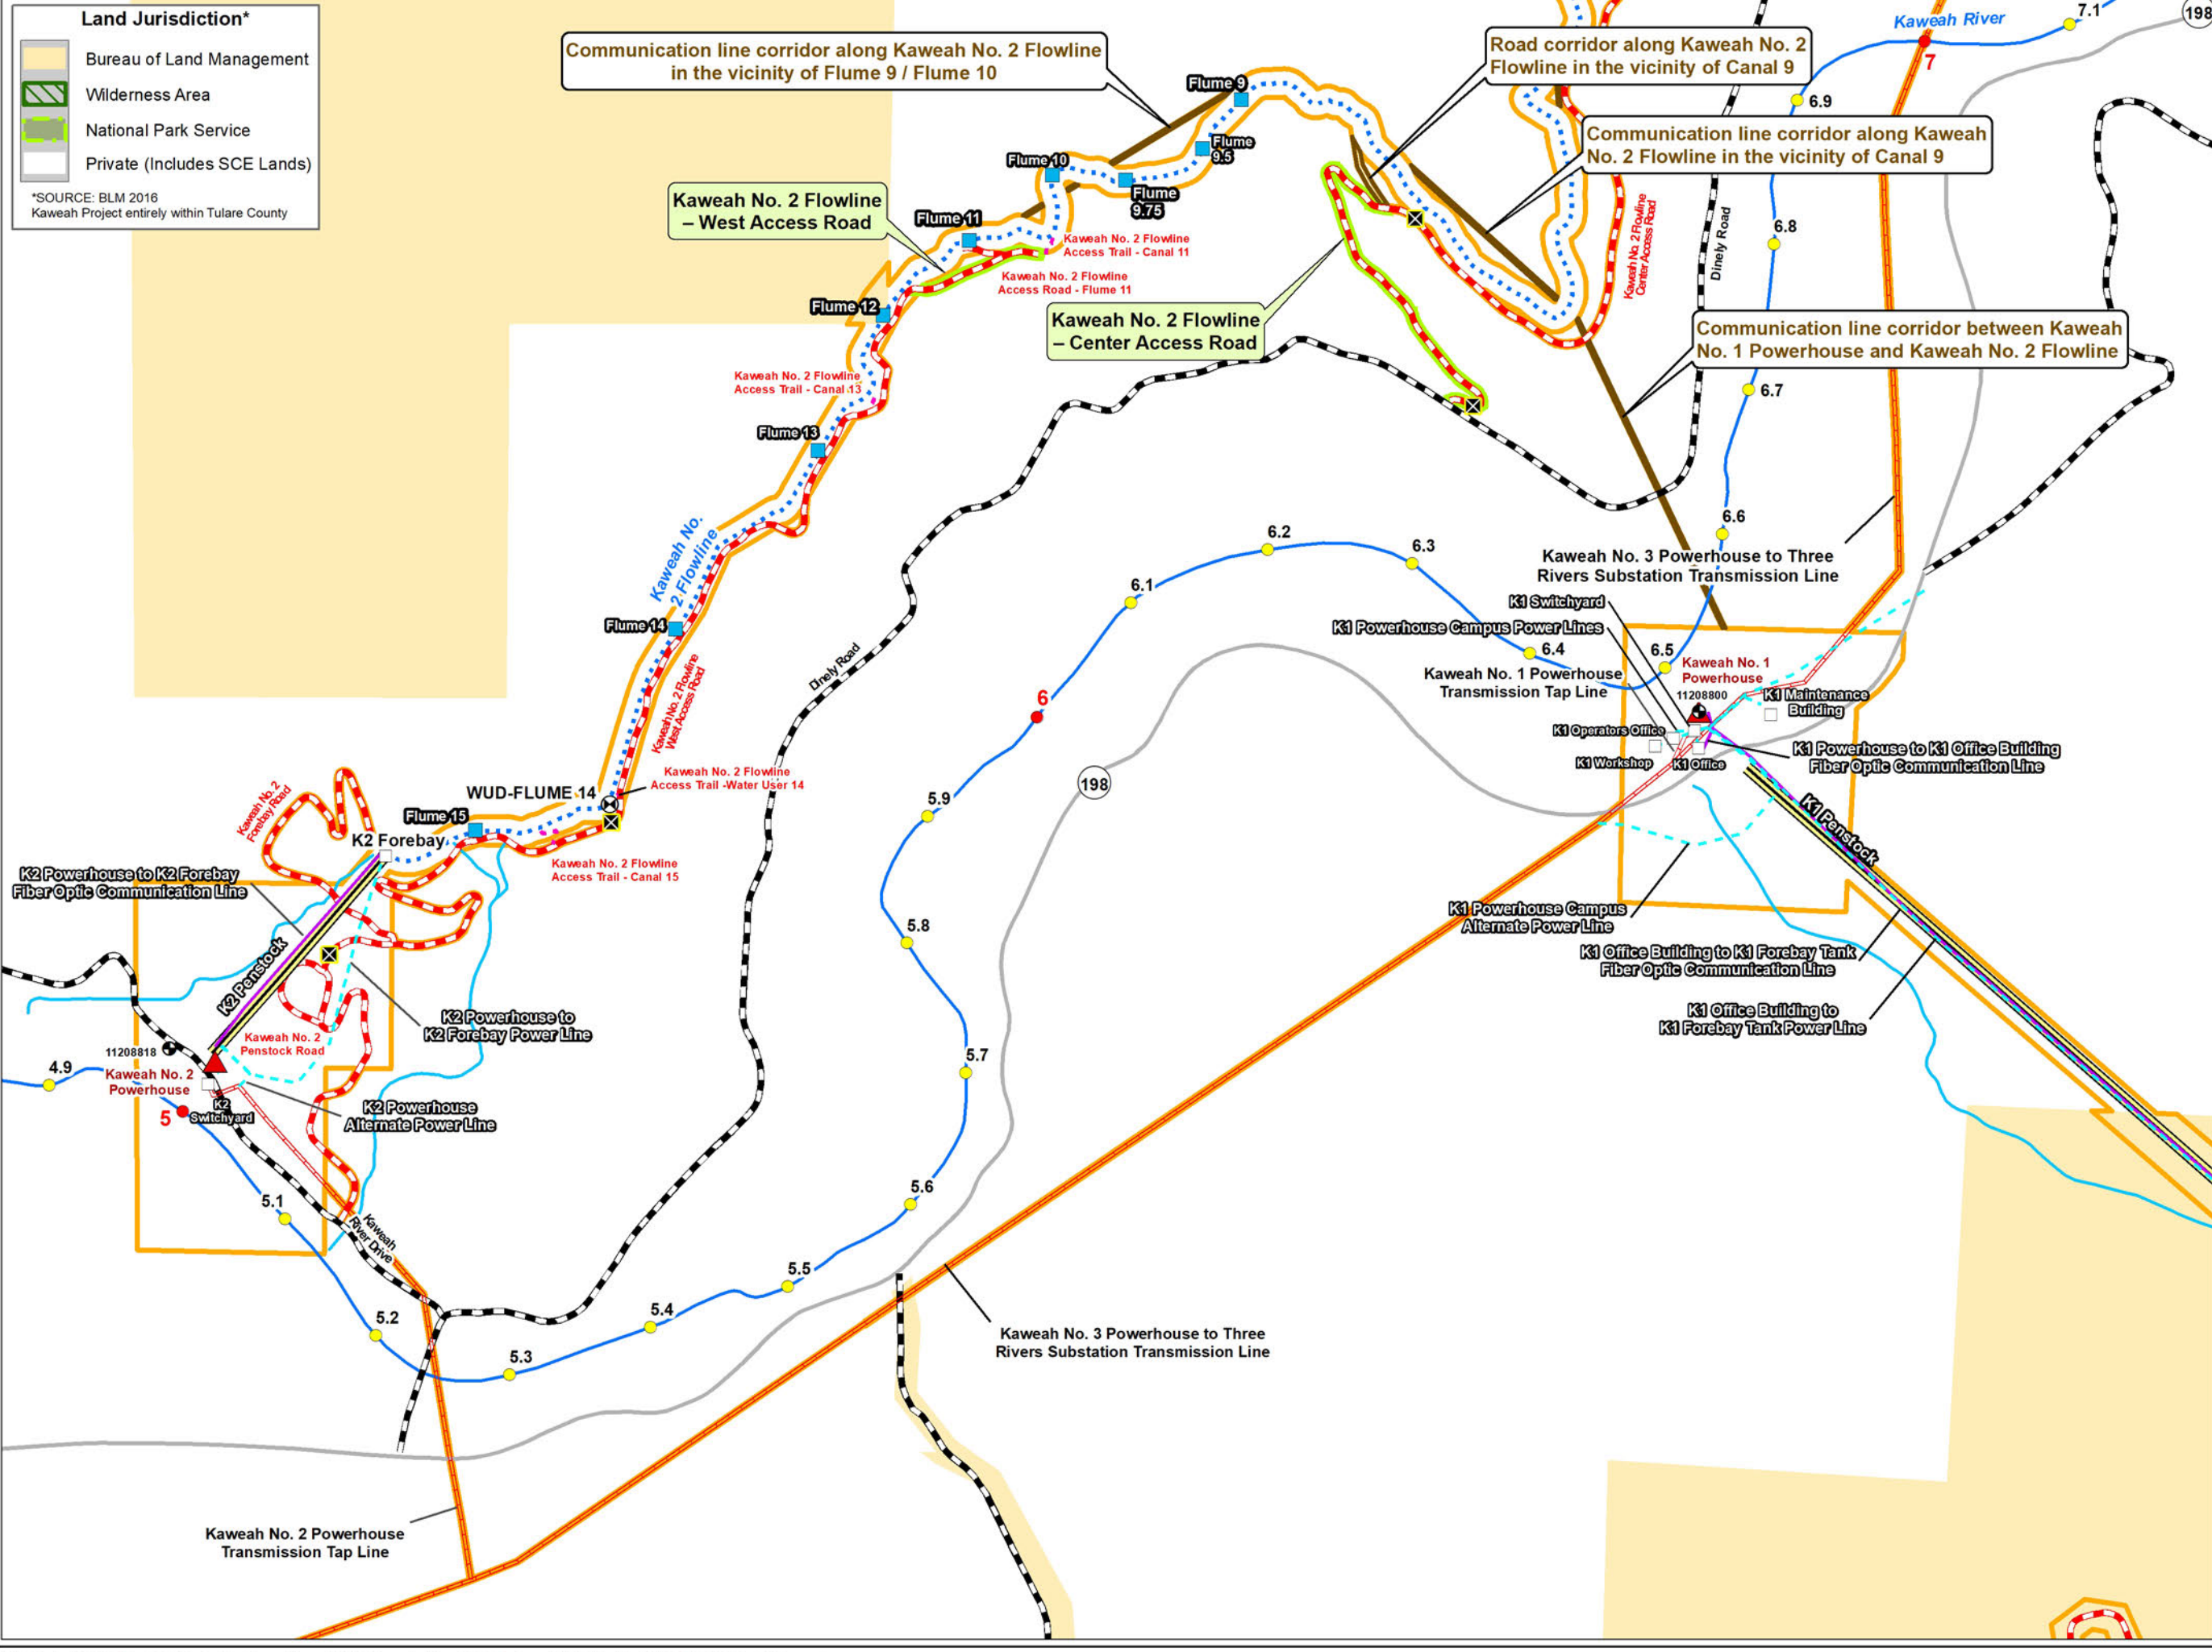 Land Jurisdiction*
Bureau of Land Management
Wilderness Area
National Park Service
Private (Includes SCE Lands)
*SOURCE: BLM 2016
Kaweah Project entirely within Tulare County
Communication line corridor along Kaweah No. 2 Flowline
in the vicinity of Flume 9 / Flume 10
Road corridor along Kaweah No. 2
Flowline in the vicinity of Canal 9
Communication line corridor along Kaweah
No. 2 Flowline in the vicinity of Canal 9
Communication line corridor between Kaweah
No. 1 Powerhouse and Kaweah No. 2 Flowline
Kaweah River
7.1
198
7
6.9
6.8
6.7
6.6
Dinely Road
Kaweah No. 2 Flowline
Center Access Road
Flume 9
Flume
9.5
Flume
9.75
Flume 10
Flume 11
Kaweah No. 2 Flowline
– West Access Road
Kaweah No. 2 Flowline
Access Trail - Canal 11
Kaweah No. 2 Flowline
Access Road - Flume 11
Kaweah No. 2 Flowline
– Center Access Road
Flume 12
Kaweah No. 2 Flowline
Access Trail - Canal 13
Flume 13
Kaweah No.
2 Flowline
Flume 14
Kaweah No. 2 Flowline
West Access Road
Dinely Road
6.2
6.3
6.1
6
6.4
6.5
Kaweah No. 3 Powerhouse to Three
Rivers Substation Transmission Line
K1 Switchyard
K1 Powerhouse Campus Power Lines
Kaweah No. 1 Powerhouse
Transmission Tap Line
Kaweah No. 1
Powerhouse
11208800
K1 Maintenance
Building
K1 Operators Office
K1 Workshop
K1 Office
K1 Powerhouse to K1 Office Building
Fiber Optic Communication Line
K1 Penstock
K1 Powerhouse Campus
Alternate Power Line
K1 Office Building to K1 Forebay Tank
Fiber Optic Communication Line
K1 Office Building to
K1 Forebay Tank Power Line
198
WUD-FLUME 14
Kaweah No. 2 Flowline
Access Trail -Water User 14
Flume 15
Kaweah No. 2 Flowline
Access Trail - Canal 15
Kaweah No. 2
Forebay Road
K2 Forebay
K2 Powerhouse to K2 Forebay
Fiber Optic Communication Line
K2 Penstock
K2 Powerhouse to
K2 Forebay Power Line
Kaweah No. 2
Penstock Road
11208818
Kaweah No. 2
Powerhouse
4.9
5
K2
Switchyard
K2 Powerhouse
Alternate Power Line
Kaweah
River Drive
5.9
5.8
5.7
5.6
5.5
5.4
5.3
5.2
5.1
Kaweah No. 3 Powerhouse to Three
Rivers Substation Transmission Line
Kaweah No. 2 Powerhouse
Transmission Tap Line